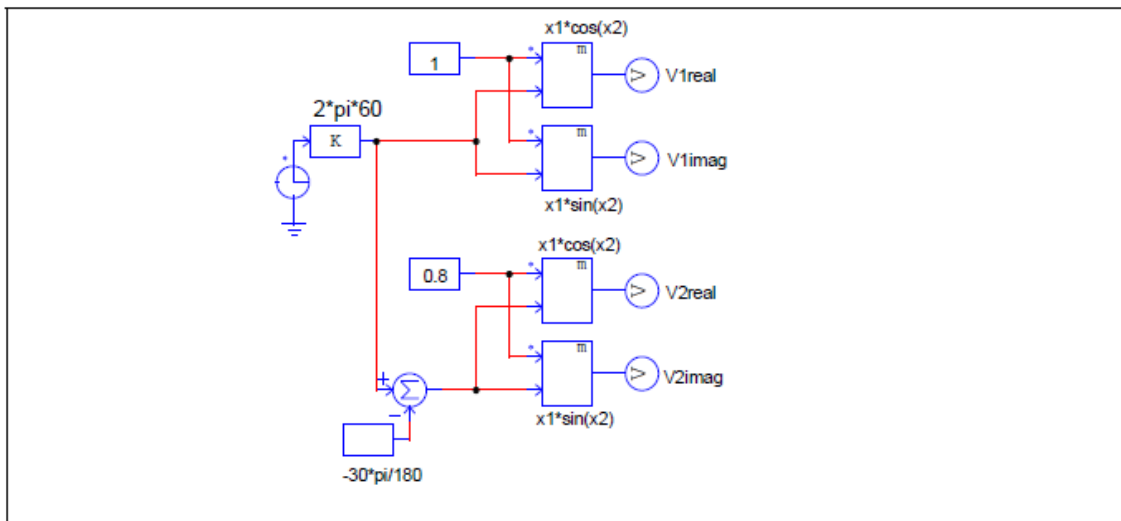 x1*cos(x2)
m
1
V1real
2*pi*60
K
m
V1imag
x1*sin(x2)
x1*cos(x2)
m
0.8
V2real
m
+
Σ
V2imag
−
x1*sin(x2)
-30*pi/180
V
V
V
V